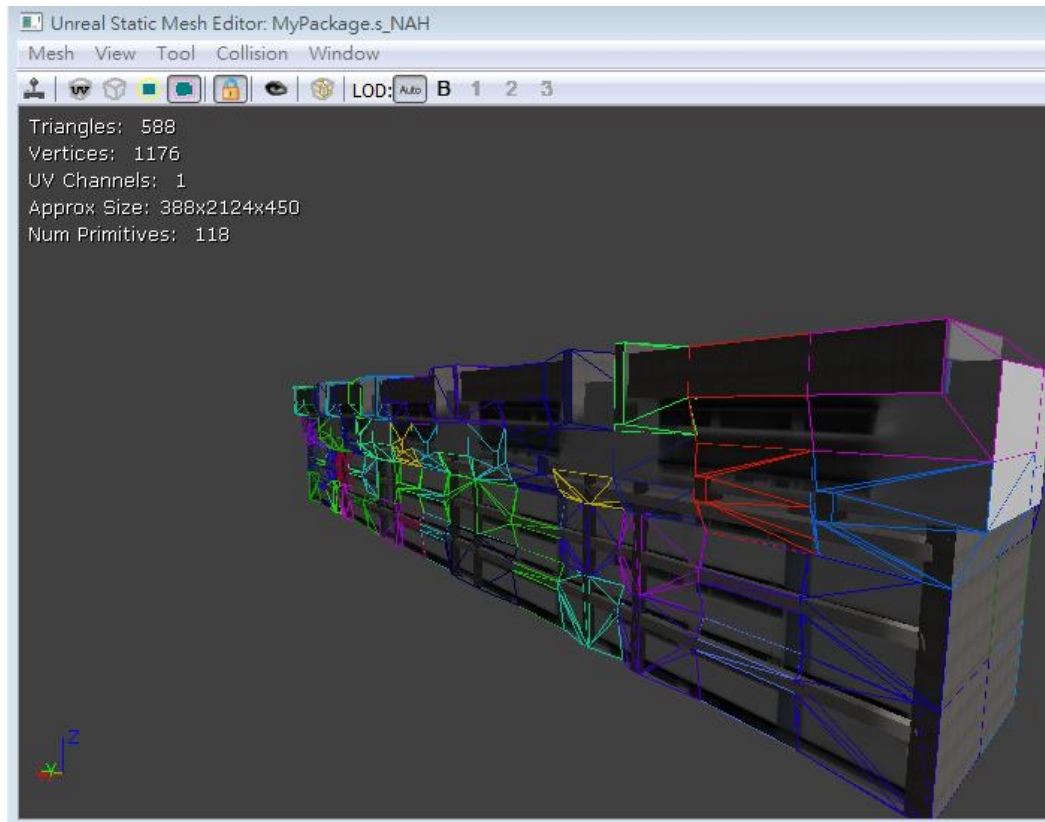 Unreal Static Mesh Editor: MyPackage.s_NAH
Mesh View Tool Collision Window
UV LOD: Auto B 1 2 3
Triangles: 588
Vertices: 1176
UV Channels: 1
Approx Size: 388x2124x450
Num Primitives: 118
Z
Y